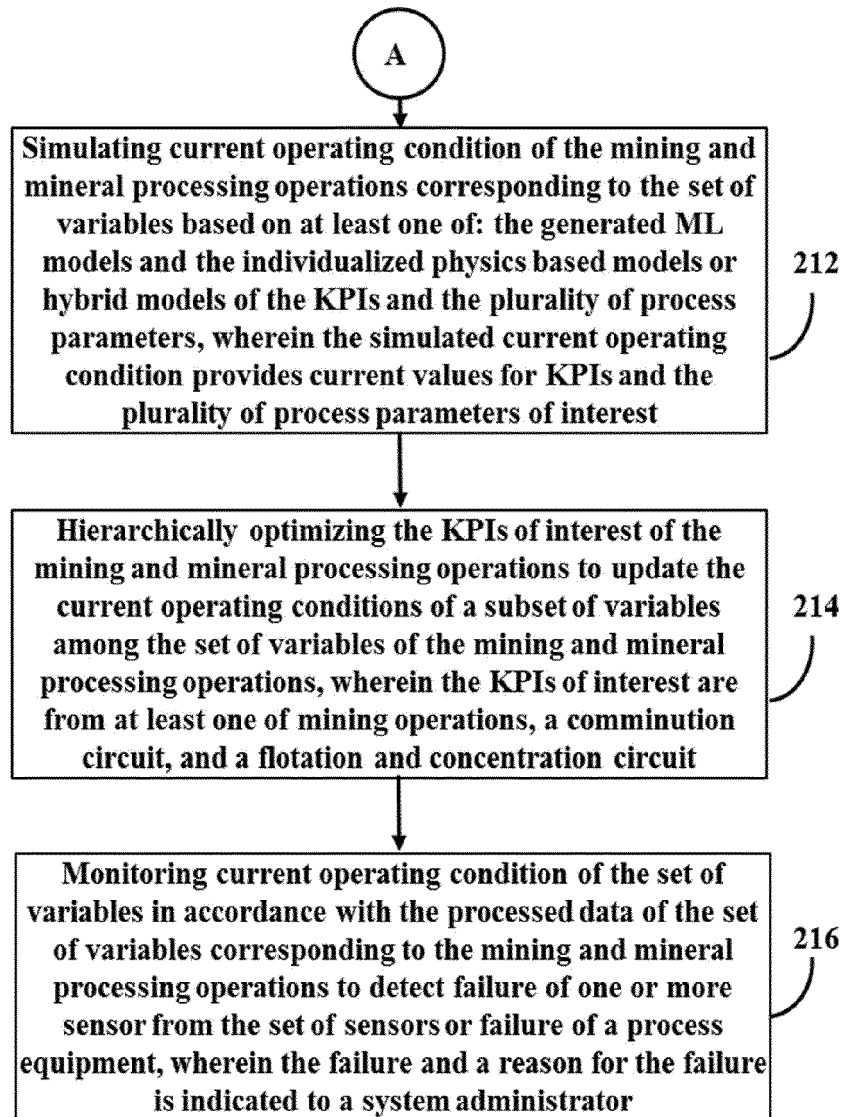 A
Simulating current operating condition of the mining and
mineral processing operations corresponding to the set of
variables based on at least one of: the generated ML
models and the individualized physics based models or
hybrid models of the KPIs and the plurality of process
parameters, wherein the simulated current operating
condition provides current values for KPIs and the
plurality of process parameters of interest
212
Hierarchically optimizing the KPIs of interest of the
mining and mineral processing operations to update the
current operating conditions of a subset of variables
among the set of variables of the mining and mineral
processing operations, wherein the KPIs of interest are
from at least one of mining operations, a comminution
circuit, and a flotation and concentration circuit
214
Monitoring current operating condition of the set of
variables in accordance with the processed data of the set
of variables corresponding to the mining and mineral
processing operations to detect failure of one or more
sensor from the set of sensors or failure of a process
equipment, wherein the failure and a reason for the failure
is indicated to a system administrator
216